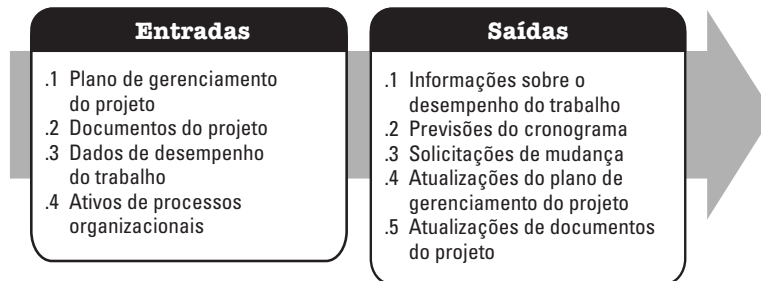 Entradas
.1 Plano de gerenciamento
do projeto
.2 Documentos do projeto
.3 Dados de desempenho
do trabalho
.4 Ativos de processos
organizacionais
Saídas
.1 Informações sobre o
desempenho do trabalho
.2 Previsões do cronograma
.3 Solicitações de mudança
.4 Atualizações do plano de
gerenciamento do projeto
.5 Atualizações de documentos
do projeto